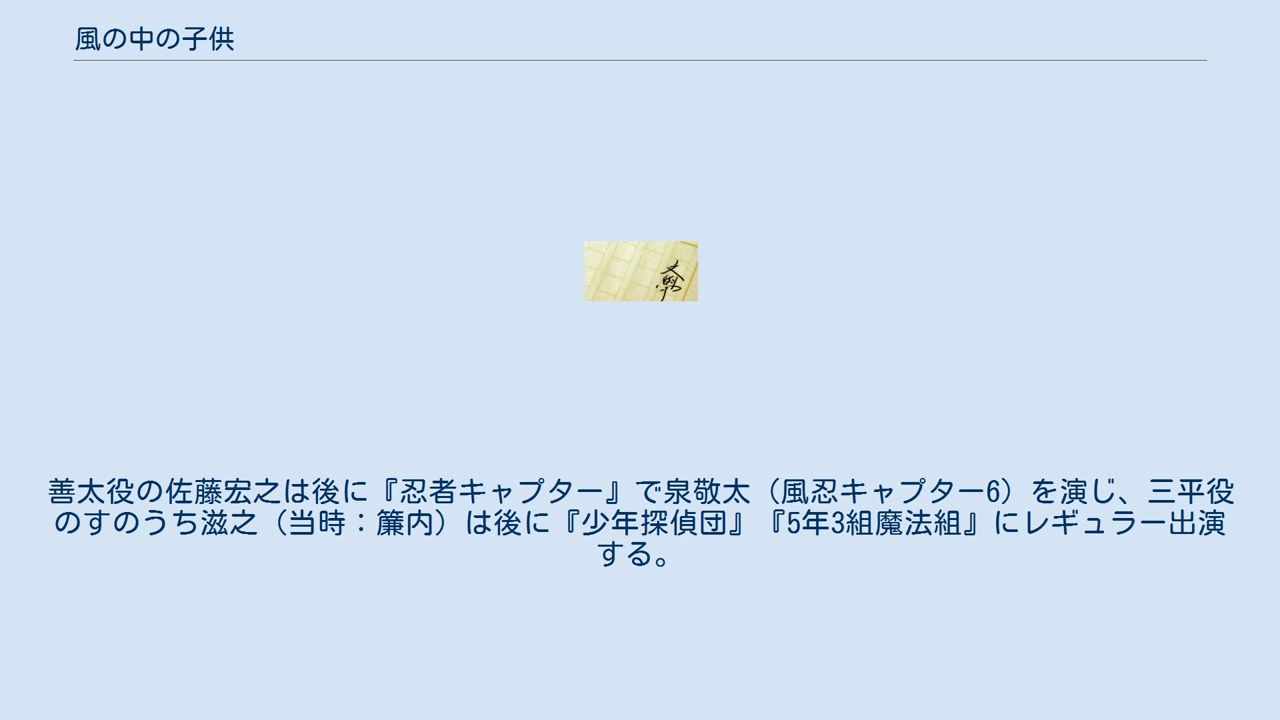 風の中の子供
善太役の佐藤宏之は後に『忍者キャプター』で泉敬太（風忍キャプター6）を演じ、三平役
のすのうち滋之（当時：簾内）は後に『少年探偵団』『5年3組魔法組』にレギュラー出演
する。